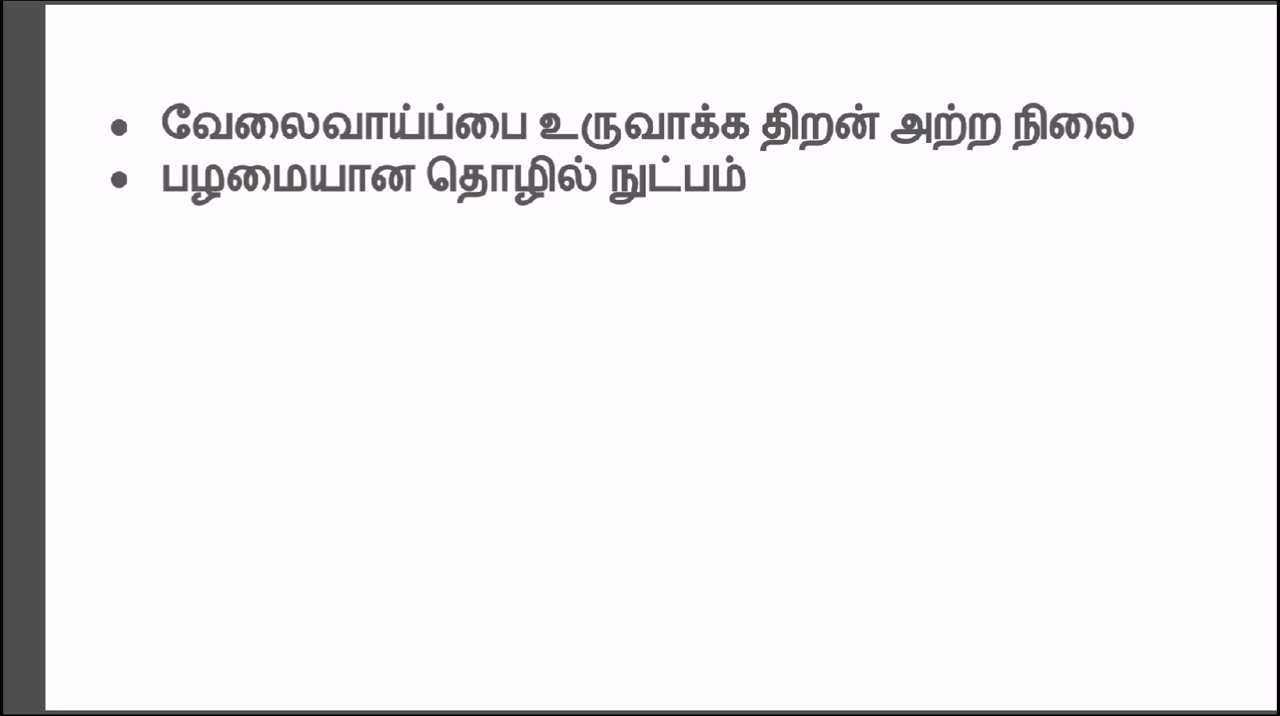 • வேலைவாய்ப்பை உருவாக்க திறன் அற்ற நிலை
• பழமையான தொழில் நுட்பம்